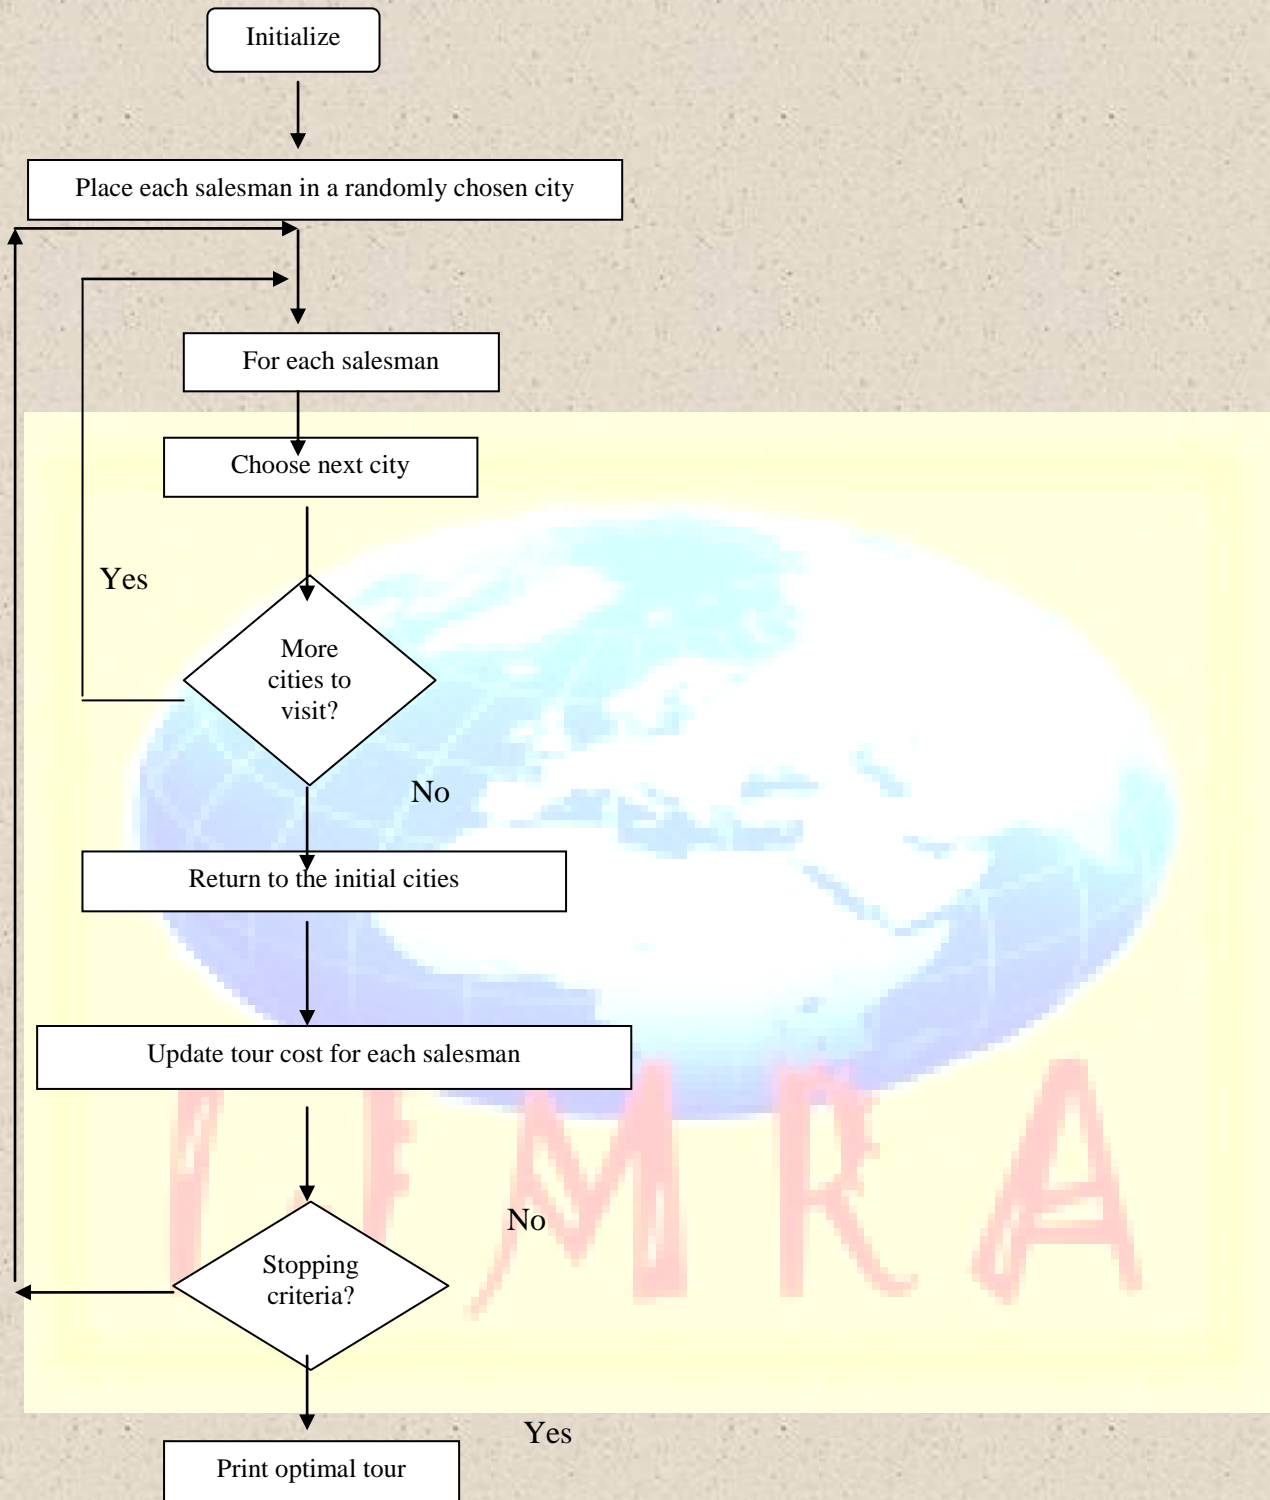 Initialize
Place each salesman in a randomly chosen city
For each salesman
Choose next city
Yes
More
cities to
visit?
No
Return to the initial cities
Update tour cost for each salesman
No
Stopping
criteria?
Yes
Print optimal tour